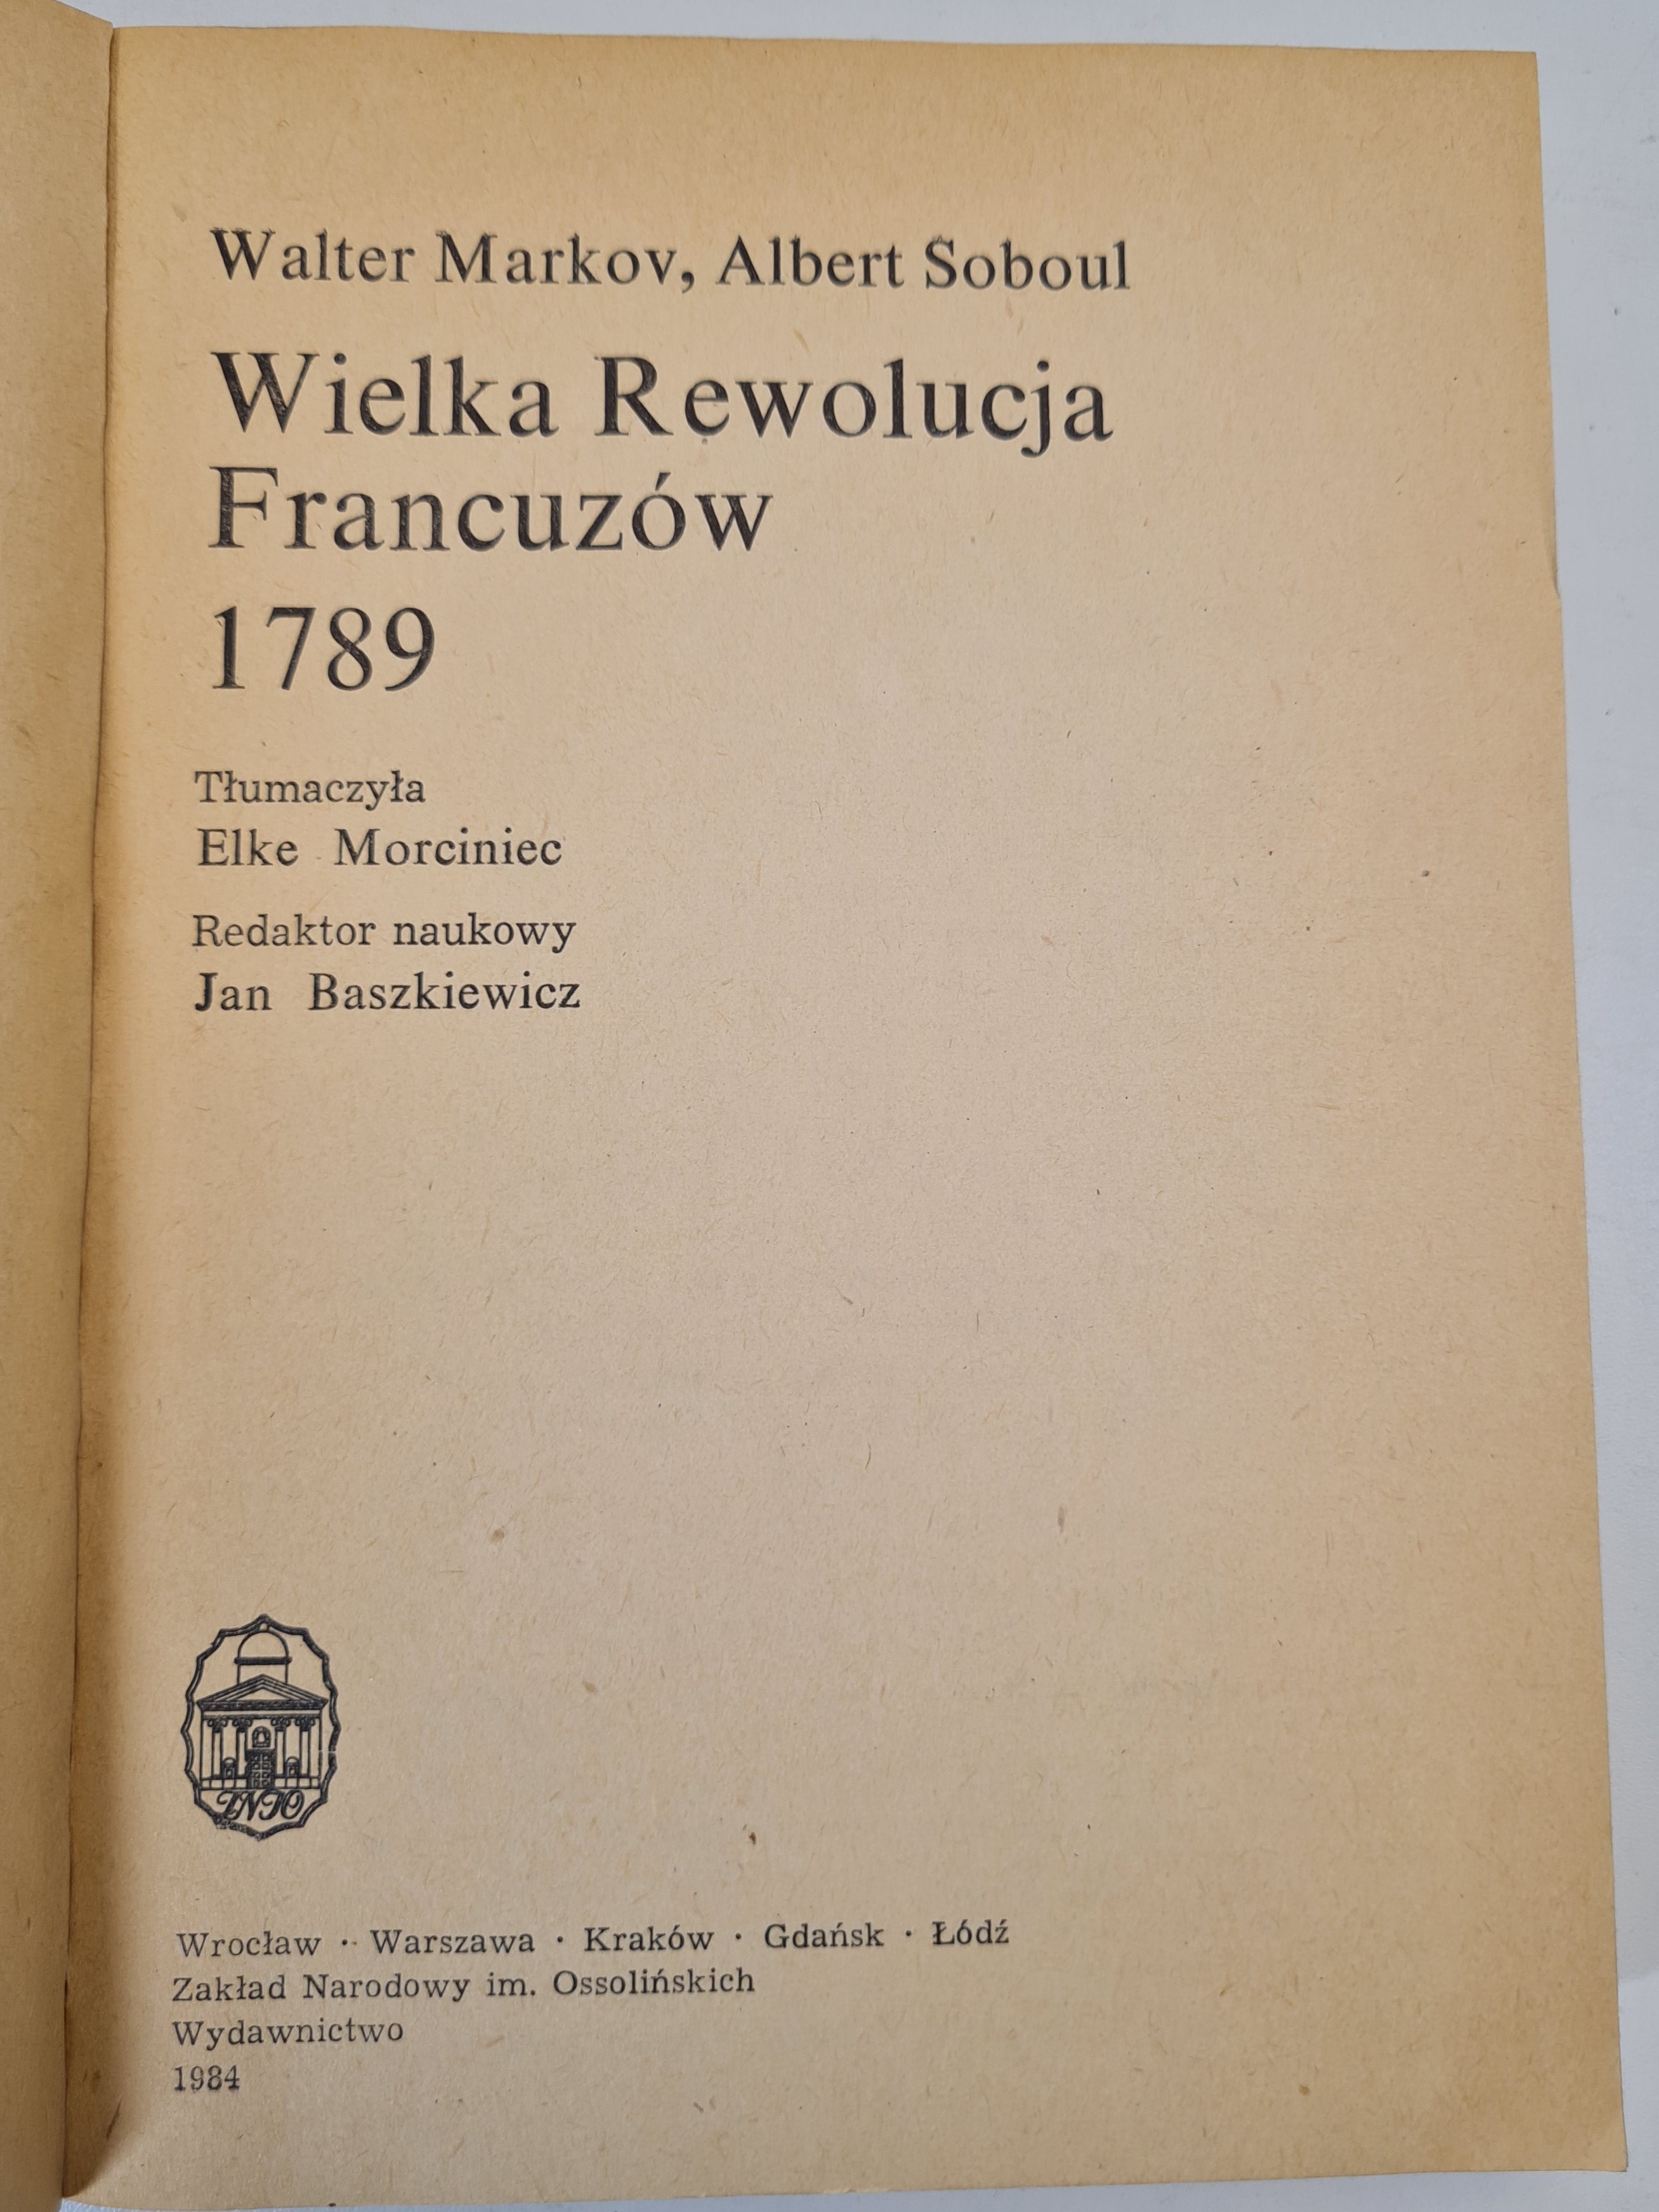 Walter Markov, Albert Soboul
Wielka Rewolucja
Francuzów
1789
Tłumaczyła
Elke Morciniec
Redaktor naukowy
Jan Baszkiewicz
ZNIO
Wrocław · Warszawa · Kraków · Gdańsk · Łódź
Zakład Narodowy im. Ossolińskich
Wydawnictwo
1984